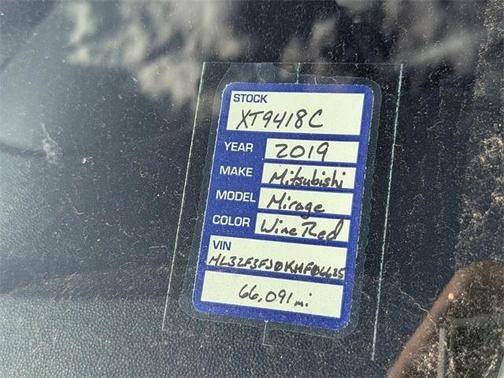 STOCK
XT9418C
YEAR 2019
MAKE Mitsubishi
MODEL Mirage
COLOR Wine Red
VIN
66,091 mi